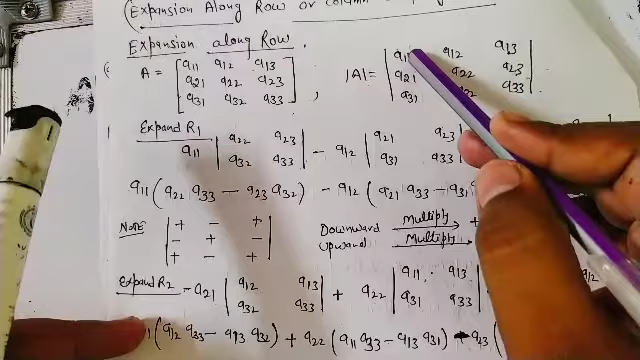 (Expansion Along Row or column
Expansion along Row.
A = [ a11 a12 a13
a21 a22 a23
a31 a32 a33 ] , |A| = | a11 a12 a13
a21 a22 a23
a31 a33 |
Expand R1
a11 | a22 a23
a32 a33 | - a12 | a21 a23
a31 a33 |
a11 (a22 a33 - a23 a32) - a12 (a21 a33 - a31
NOTE | + - +
- + -
+ - + |
Downward Multiply +
upward Multiply
Expand R2 - a21 | a12 a13
a32 a33 | + a22 | a11 a13
a31 a33 |
(a12 a33 - a13 a32) + a22 (a11 a33 - a13 a31) - a23 (